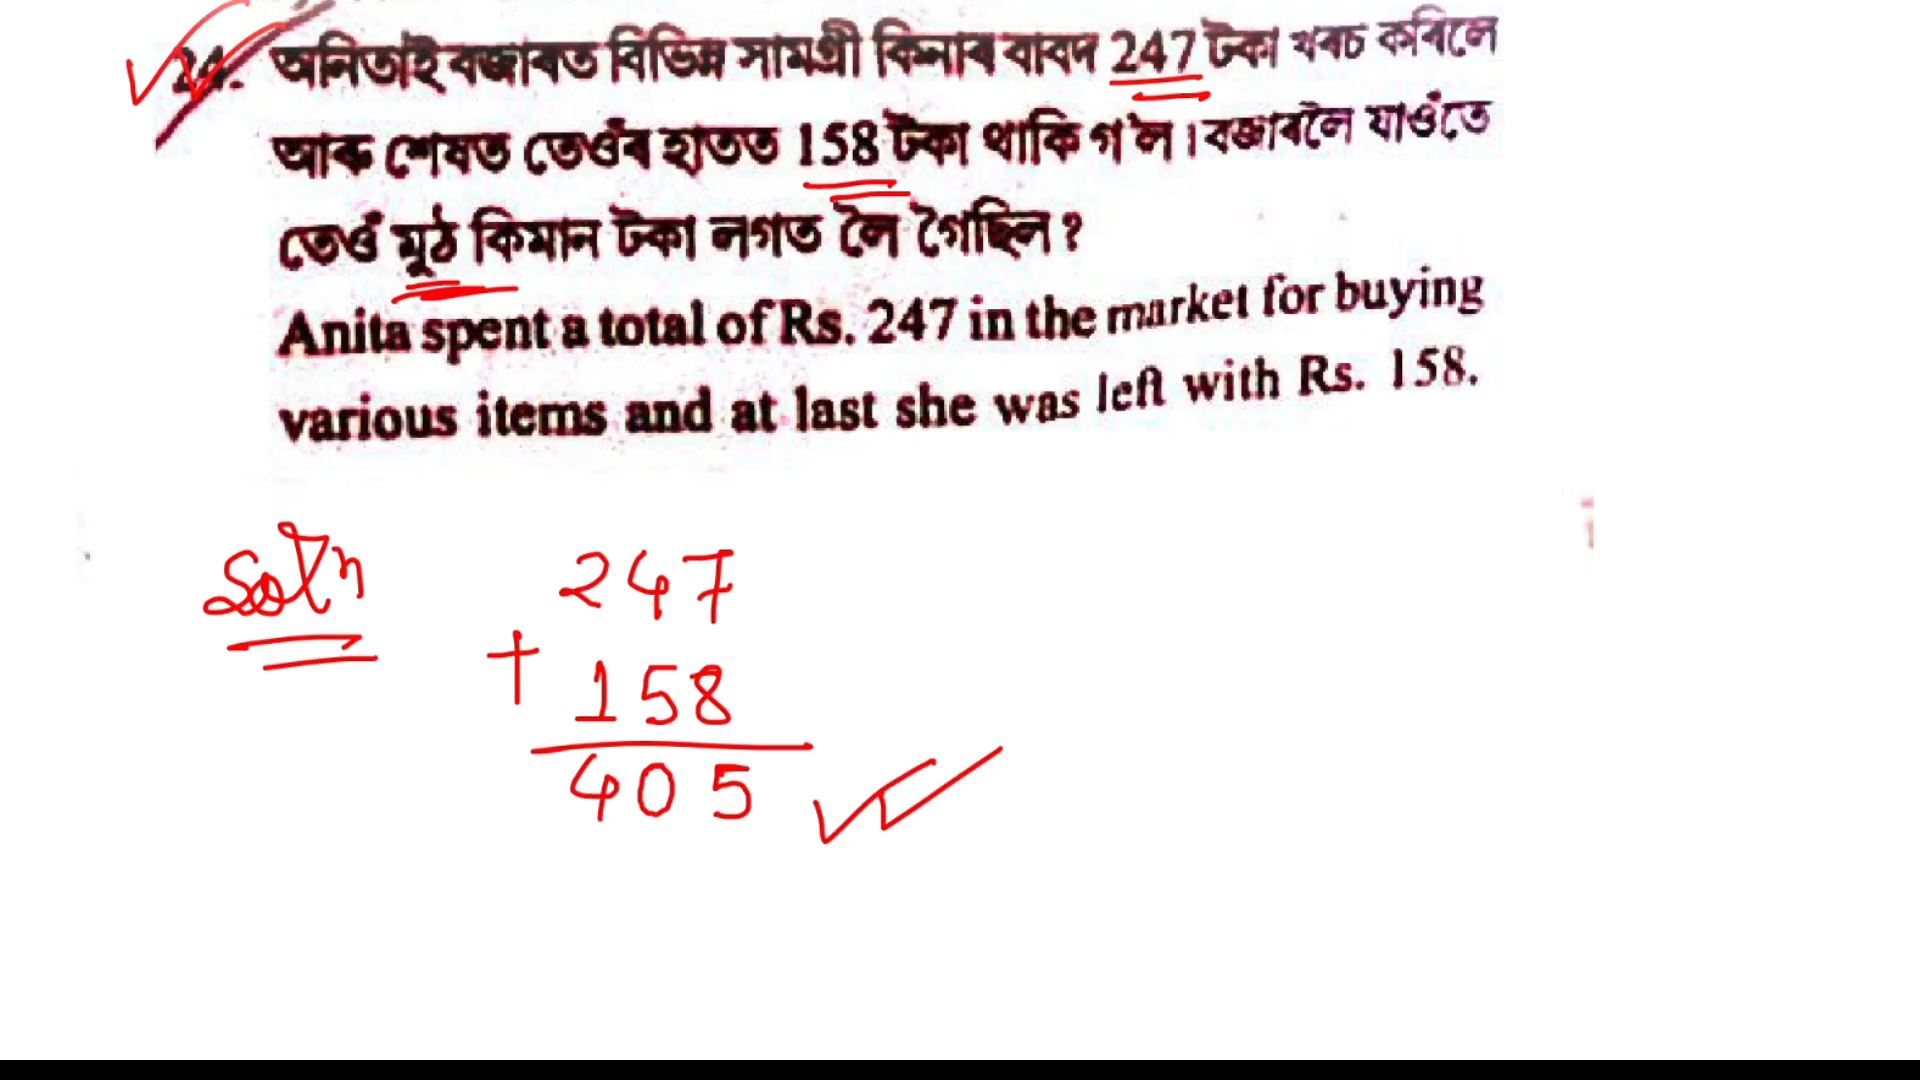 24. অনিতাই বজাৰত বিভিন্ন সামগ্ৰী কিনাৰ বাবদ 247 টকা খৰচ কৰিলে
আৰু শেষত তেওঁৰ হাতত 158 টকা থাকি গ'ল। বজাৰলৈ যাওঁতে
তেওঁ মুঠ কিমান টকা লগত লৈ গৈছিল?
Anita spent a total of Rs. 247 in the market for buying
various items and at last she was left with Rs. 158.
Soln
247
+ 158
405